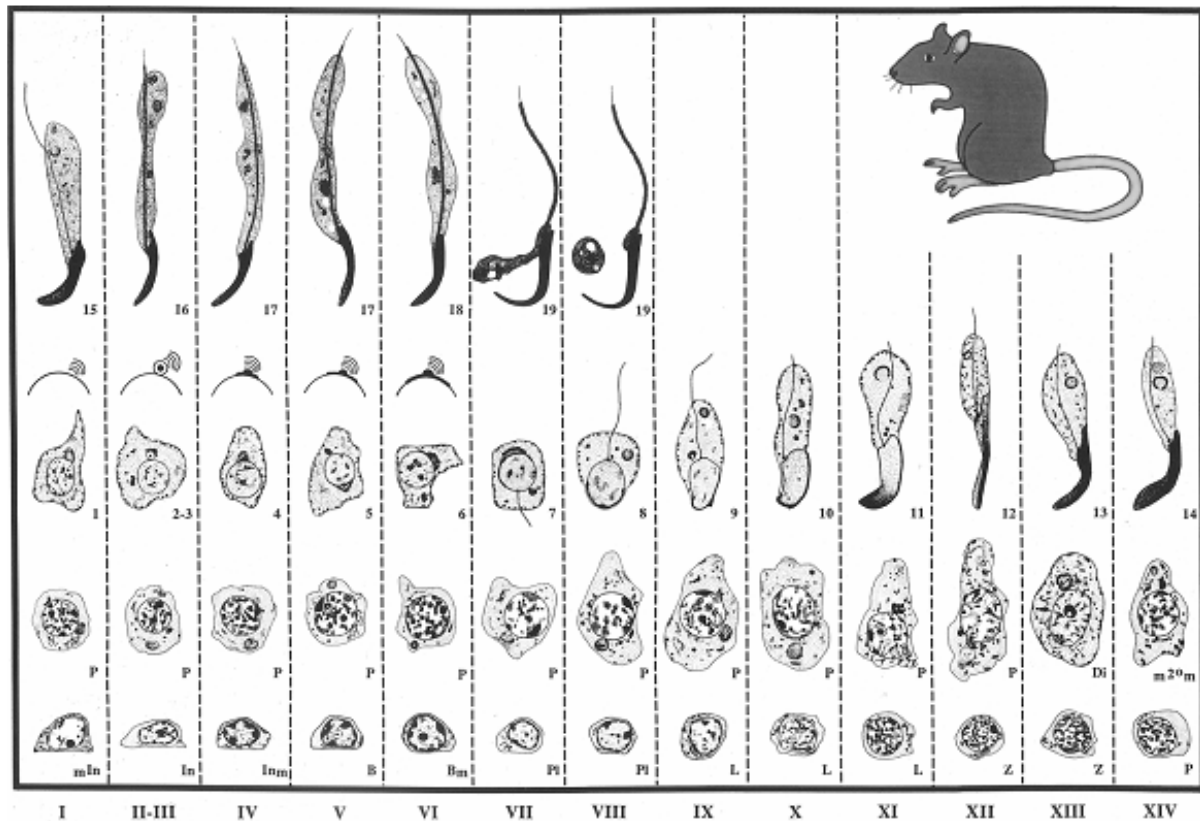 15 16 17 17 18 19 19
1 2-3 4 5 6 7 8 9 10 11 12 13 14
P P P P P P P P P P P Di m2om
mIn In Inm B Bm Pl Pl L L L Z Z P
I II-III IV V VI VII VIII IX X XI XII XIII XIV